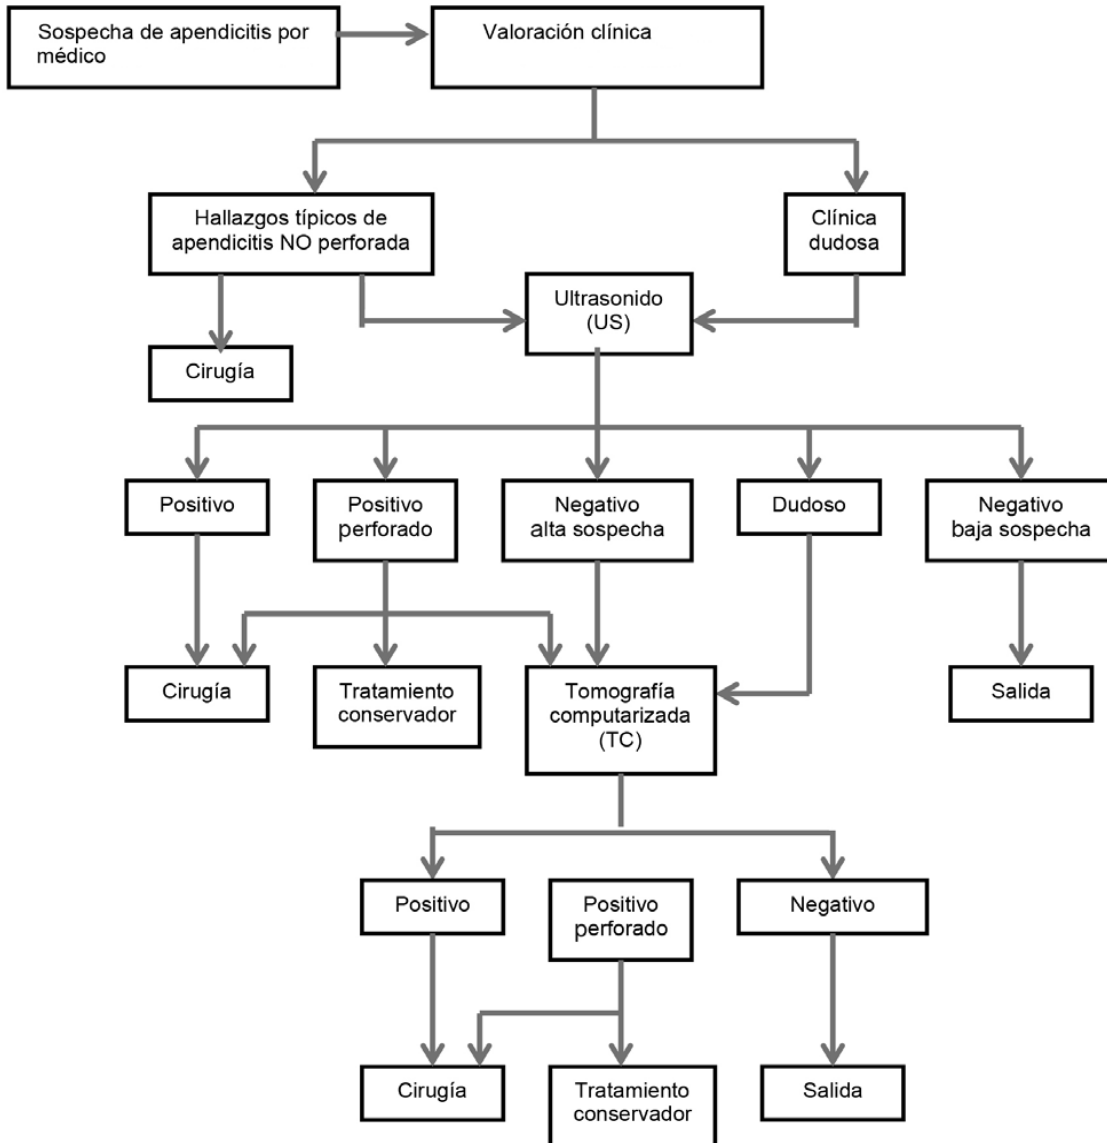 Sospecha de apendicitis por
médico
Valoración clínica
Hallazgos típicos de
apendicitis NO perforada
Clínica
dudosa
Ultrasonido
(US)
Cirugía
Positivo
Positivo
perforado
Negativo
alta sospecha
Dudoso
Negativo
baja sospecha
Cirugía
Tratamiento
conservador
Tomografía
computarizada
(TC)
Salida
Positivo
Positivo
perforado
Negativo
Cirugía
Tratamiento
conservador
Salida